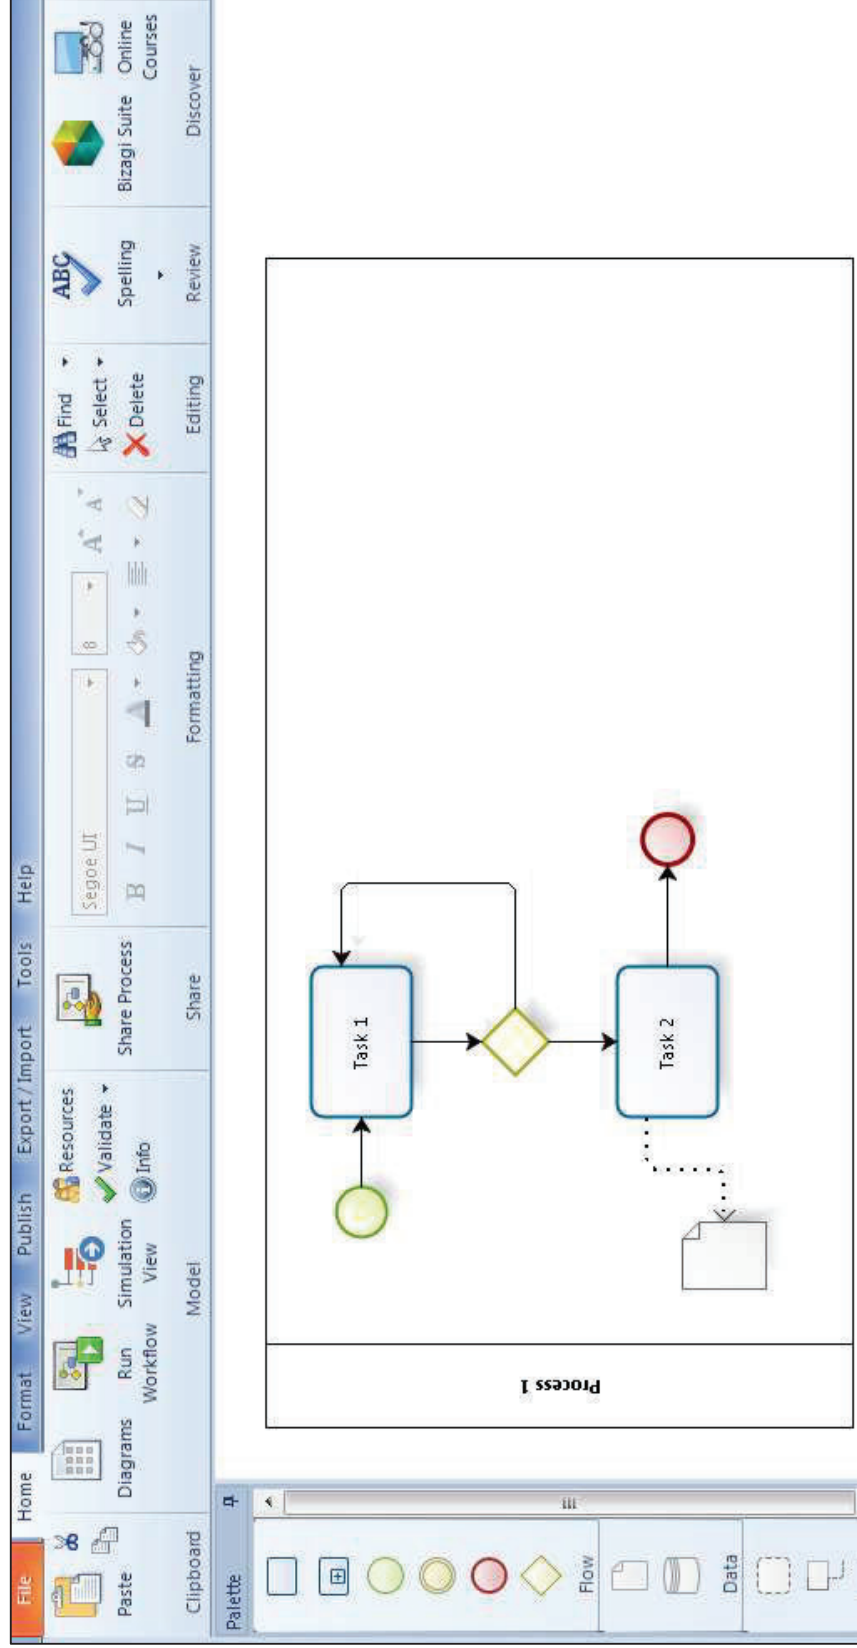 File Home Format View Publish Export / Import Tools Help
Paste
Clipboard
Diagrams
Run
Workflow
Simulation
View
Resources
Validate
Info
Model
Share Process
Share
Segoe UI 8 A A
B I U S A
Formatting
Find
Select
Delete
Editing
ABC
Spelling
Review
Bizagi Suite
Online
Courses
Discover
Palette
Flow
Data
Process 1
Task 1
Task 2